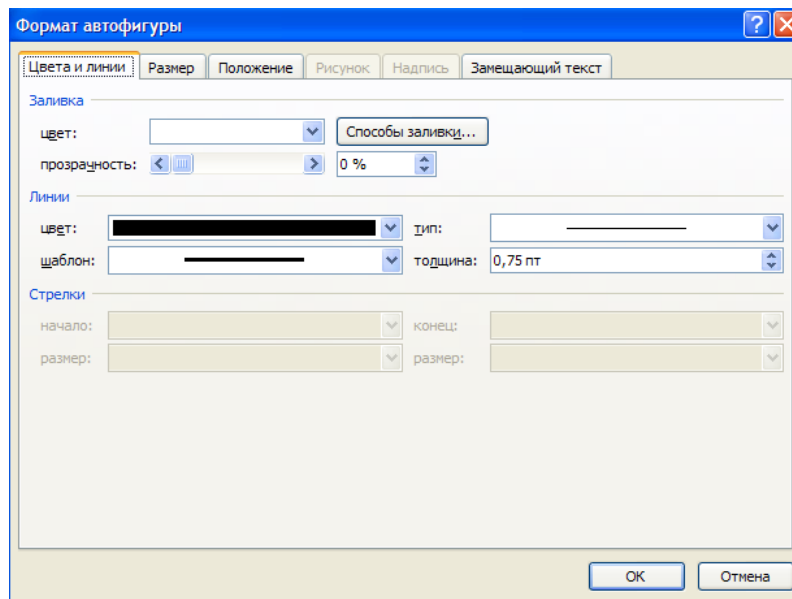 Формат автофигуры
Цвета и линии Размер Положение Рисунок Надпись Замещающий текст
Заливка
цвет: Способы заливки...
прозрачность: 0 %
Линии
цвет: тип:
шаблон: толщина: 0,75 пт
Стрелки
начало: конец:
размер: размер:
ОК Отмена